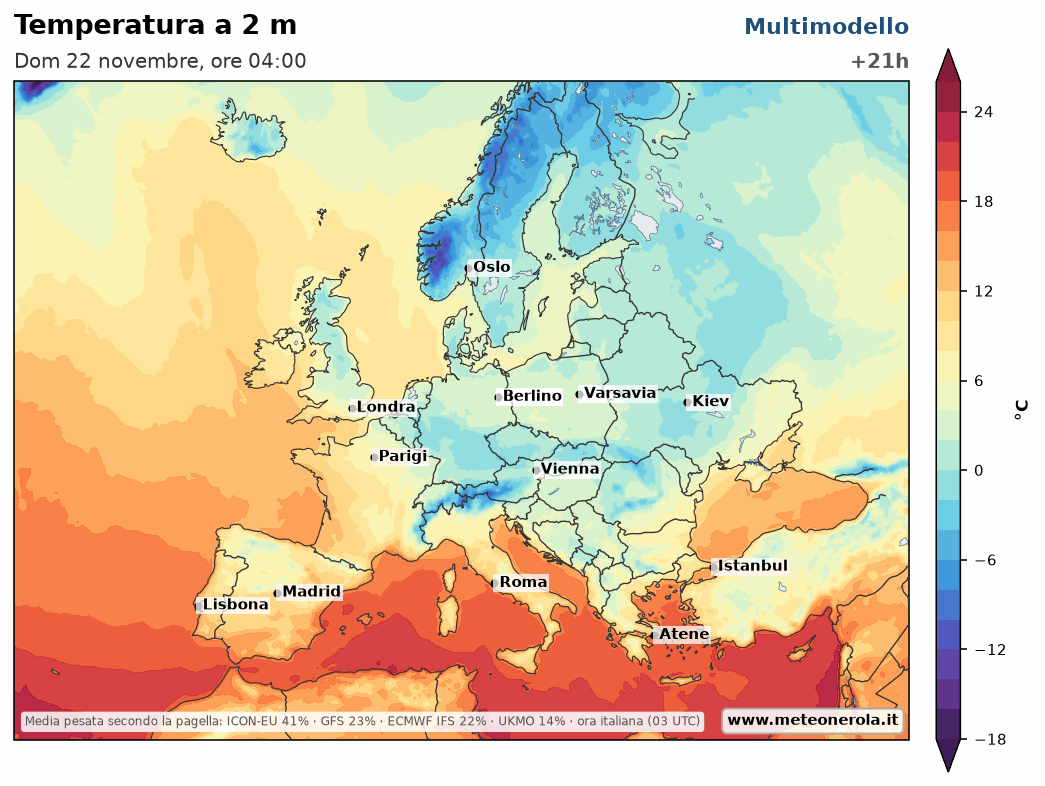 Temperatura a 2 m
Multimodello
Dom 22 novembre, ore 04:00
+21h
24
18
12
6
0
−6
−12
−18
°C
Oslo
Berlino
Varsavia
Kiev
Londra
Parigi
Vienna
Istanbul
Roma
Madrid
Lisbona
Atene
Media pesata secondo la pagella: ICON-EU 41% · GFS 23% · ECMWF IFS 22% · UKMO 14% · ora italiana (03 UTC)
www.meteonerola.it